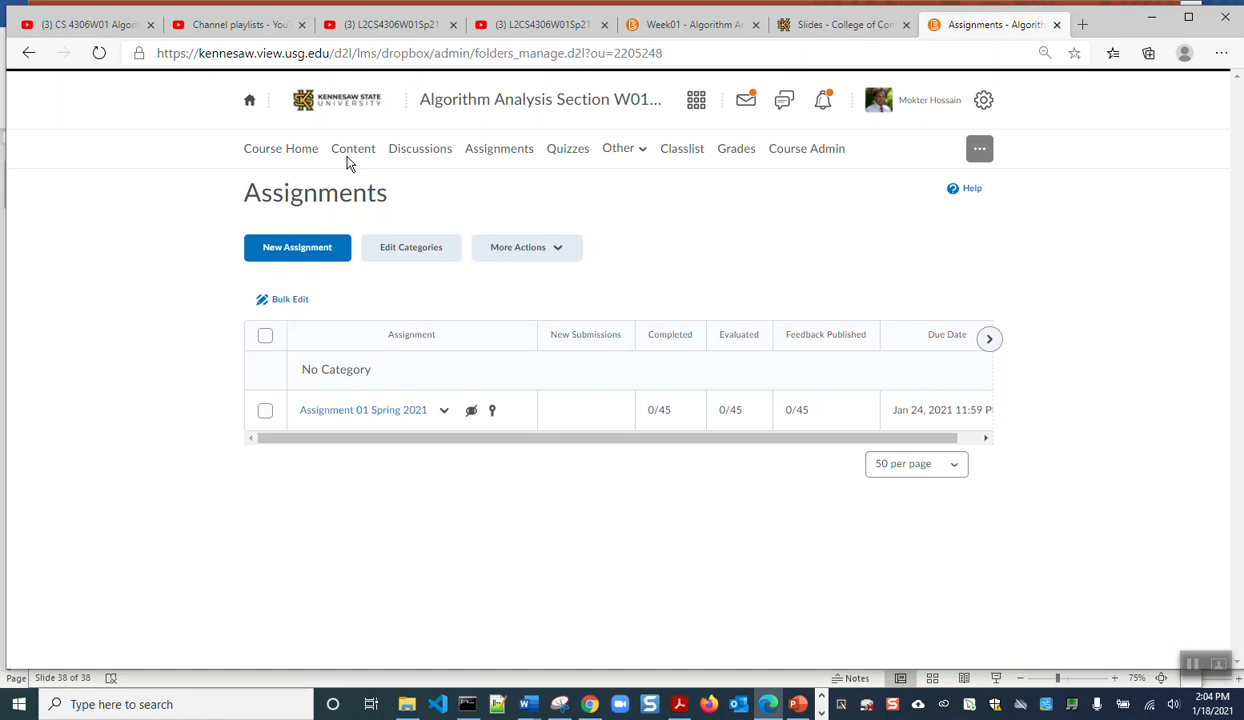 (3) CS 4306W01 Algori
Channel playlists - You
(3) L2CS4306W01Sp21
(3) L2CS4306W01Sp21
Week01 - Algorithm A
Slides - College of Con
Assignments - Algorith
https://kennesaw.view.usg.edu/d2l/lms/dropbox/admin/folders_manage.d2l?ou=2205248
KENNESAW STATE
UNIVERSITY
Algorithm Analysis Section W01...
Mokter Hossain
Course Home
Content
Discussions
Assignments
Quizzes
Other
Classlist
Grades
Course Admin
Assignments
Help
New Assignment
Edit Categories
More Actions
Bulk Edit
Assignment
New Submissions
Completed
Evaluated
Feedback Published
Due Date
No Category
Assignment 01 Spring 2021
0/45
0/45
0/45
Jan 24, 2021 11:59 P
50 per page
Page
Slide 38 of 38
Notes
75%
Type here to search
2:04 PM
1/18/2021